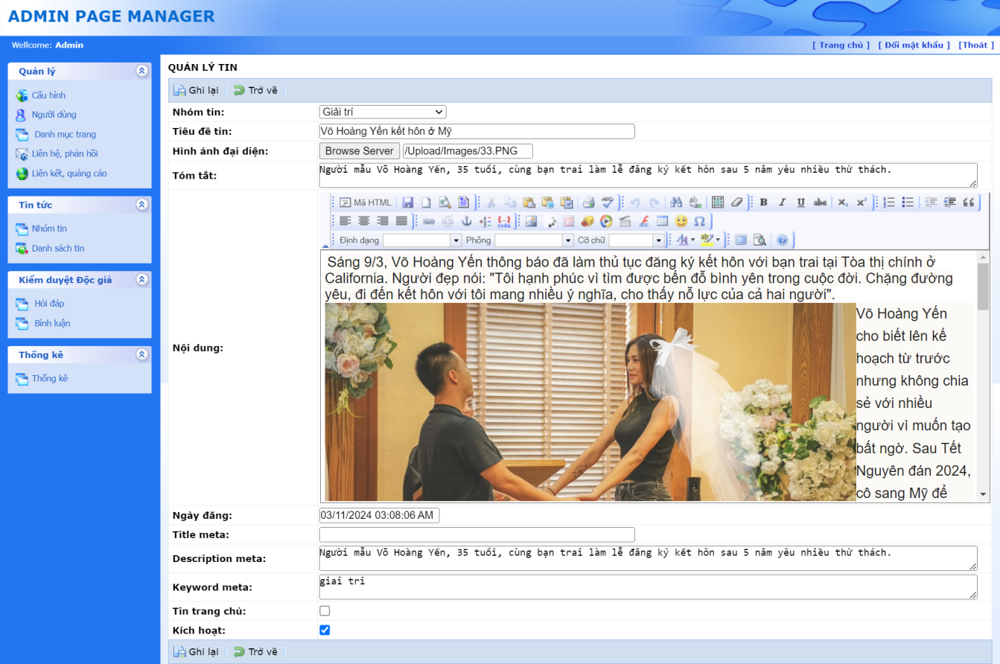 ADMIN PAGE MANAGER
Wellcome: Admin
[ Trang chủ ] [ Đổi mật khẩu ] [Thoát ]
Quản lý
Cấu hình
Người dùng
Danh mục trang
Liên hệ, phản hồi
Liên kết, quảng cáo
Tin tức
Nhóm tin
Danh sách tin
Kiểm duyệt Độc giả
Hỏi đáp
Bình luận
Thống kê
Thống kê
QUẢN LÝ TIN
Ghi lại Trở về
Nhóm tin: Giải trí
Tiêu đề tin: Võ Hoàng Yến kết hôn ở Mỹ
Hình ảnh đại diện: Browse Server /Upload/Images/33.PNG
Tóm tắt: Người mẫu Võ Hoàng Yến, 35 tuổi, cùng bạn trai làm lễ đăng ký kết hôn sau 5 năm yêu nhiều thử thách.
Nội dung:
Mã HTML
Định dạng Phông Cỡ chữ
Sáng 9/3, Võ Hoàng Yến thông báo đã làm thủ tục đăng ký kết hôn với bạn trai tại Tòa thị chính ở
California. Người đẹp nói: "Tôi hạnh phúc vì tìm được bến đỗ bình yên trong cuộc đời. Chặng đường
yêu, đi đến kết hôn với tôi mang nhiều ý nghĩa, cho thấy nỗ lực của cả hai người".
Võ Hoàng Yến
cho biết lên kế
hoạch từ trước
nhưng không chia
sẻ với nhiều
người vì muốn tạo
bất ngờ. Sau Tết
Nguyên đán 2024,
cô sang Mỹ để
Ngày đăng: 03/11/2024 03:08:06 AM
Title meta:
Description meta: Người mẫu Võ Hoàng Yến, 35 tuổi, cùng bạn trai làm lễ đăng ký kết hôn sau 5 năm yêu nhiều thử thách.
Keyword meta: giai tri
Tin trang chủ:
Kích hoạt:
Ghi lại Trở về